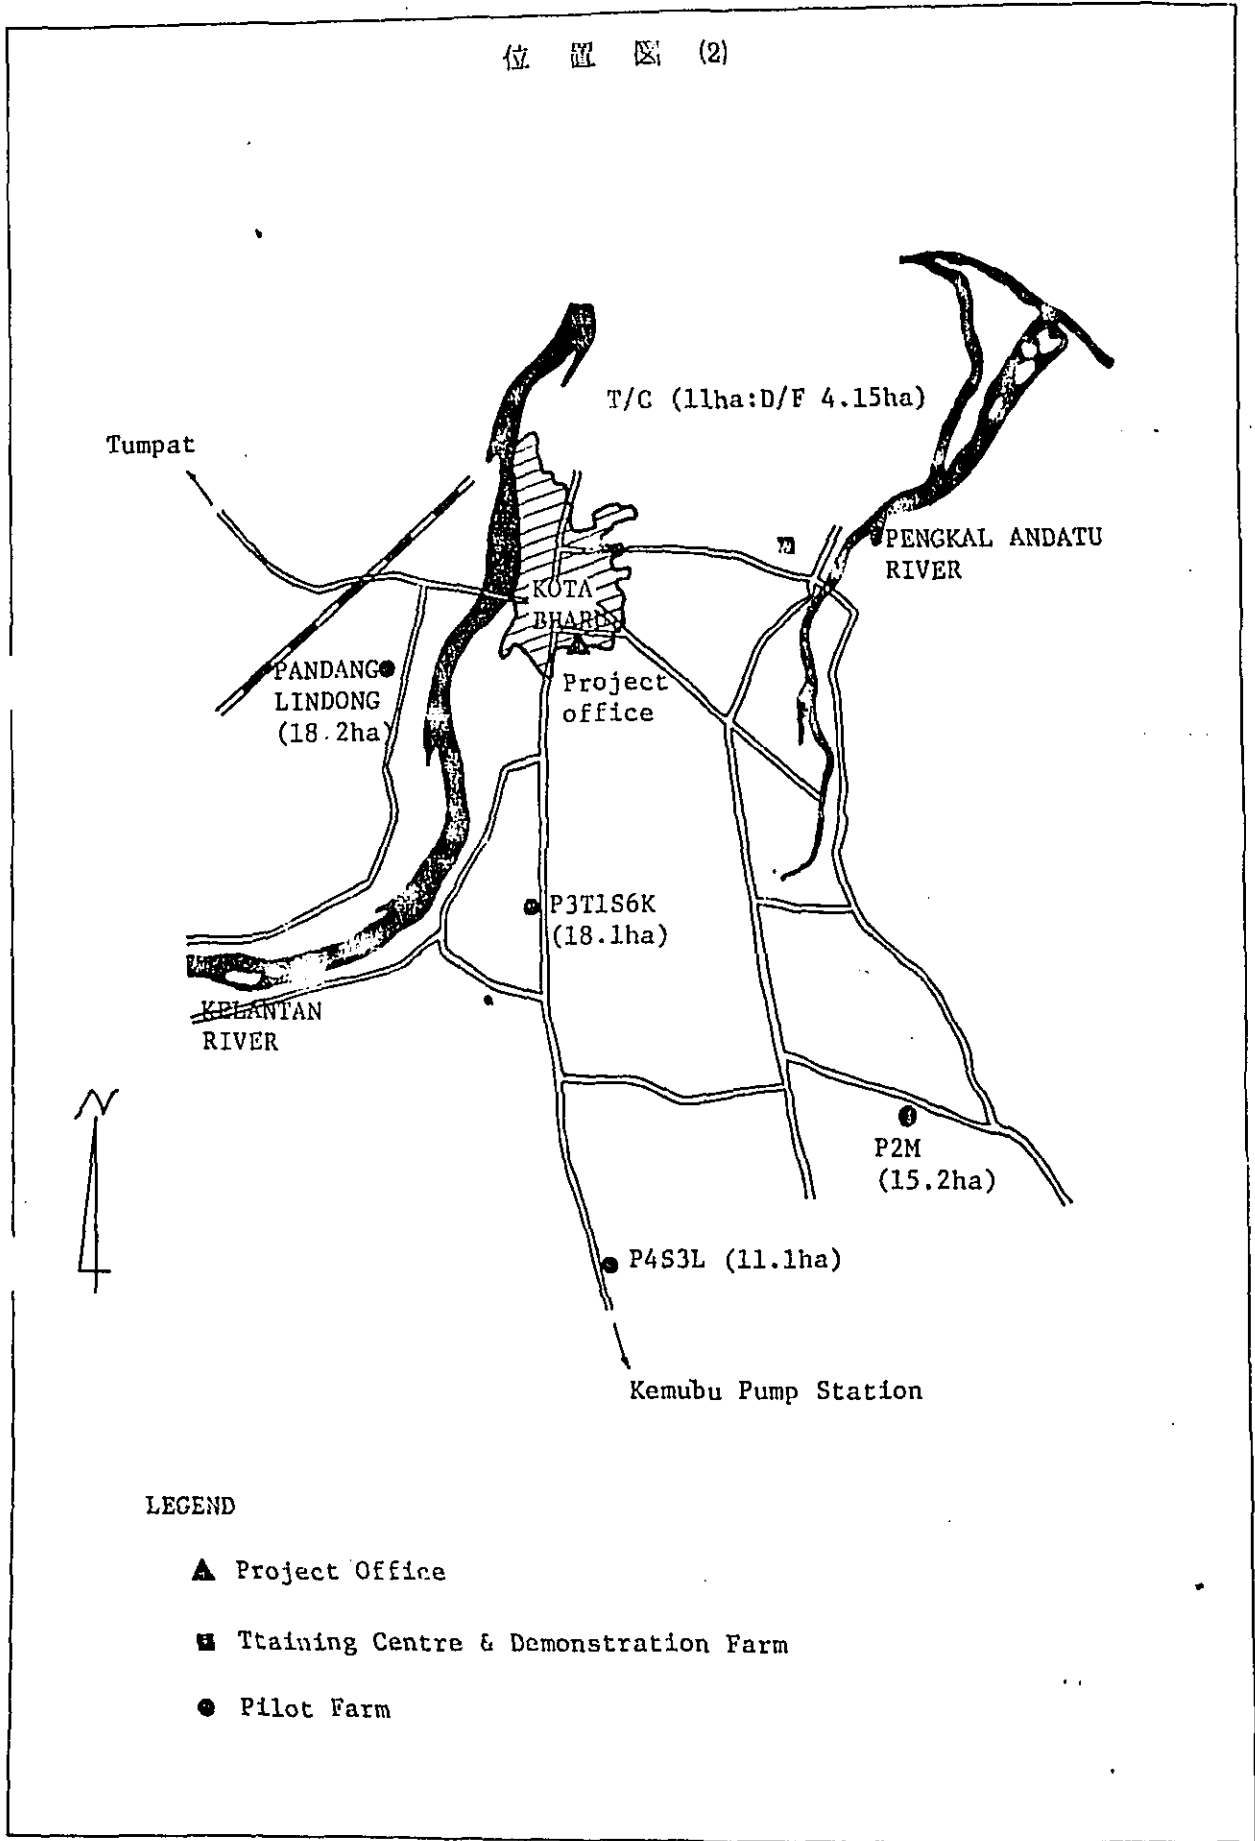 位置図 (2)
T/C (11ha:D/F 4.15ha)
Tumpat
PENGKAL ANDATU
RIVER
KOTA
BHARU
PANDANG
LINDONG
(18.2ha)
Project
office
P3T1S6K
(18.1ha)
KELANTAN
RIVER
N
P2M
(15.2ha)
P4S3L (11.1ha)
Kemubu Pump Station
LEGEND
Project Office
Ttaining Centre & Demonstration Farm
Pilot Farm